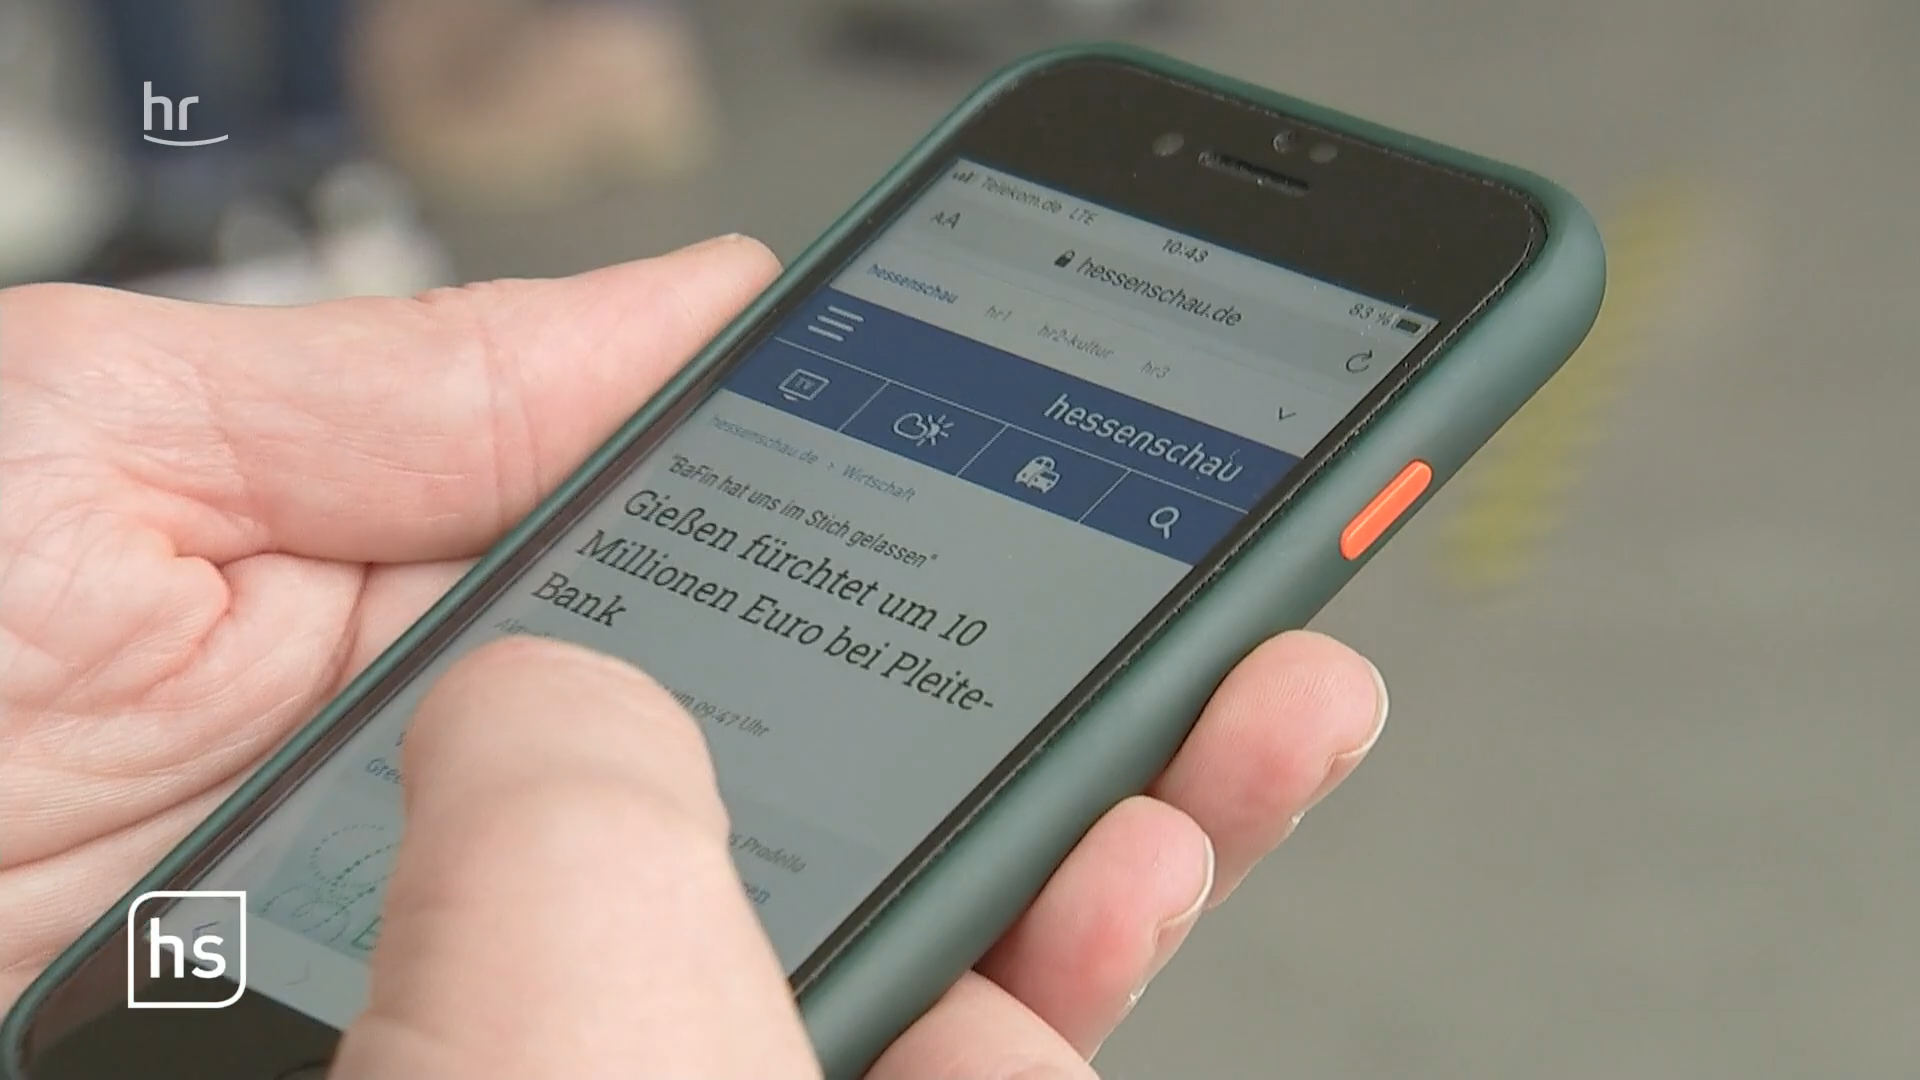 hr
Telekom.de LTE
10:43
83 %
AA
hessenschau.de
hessenschau hr1 hr2-kultur hr3
hessenschau
TV
hessenschau.de > Wirtschaft
"BaFin hat uns im Stich gelassen"
Gießen fürchtet um 10
Millionen Euro bei Pleite-
Bank
um 09:47 Uhr
Pradella
hs